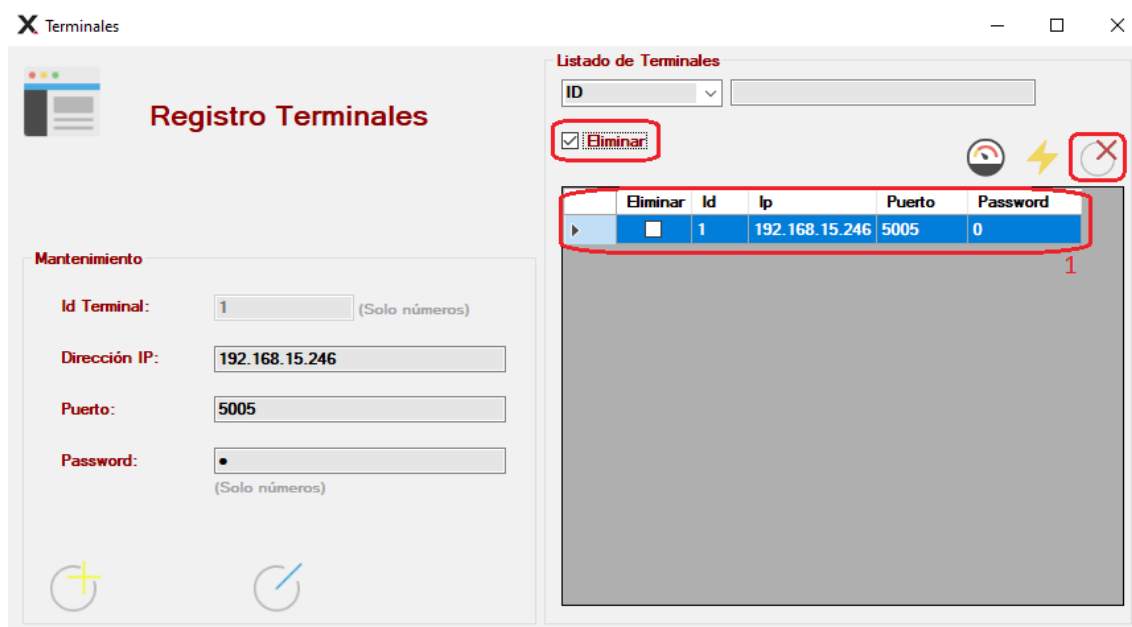 Terminales
Registro Terminales
Mantenimiento
Id Terminal: 1 (Solo números)
Dirección IP: 192.168.15.246
Puerto: 5005
Password: ●
(Solo números)
Listado de Terminales
ID
Eliminar
Eliminar Id Ip Puerto Password
1 192.168.15.246 5005 0
1